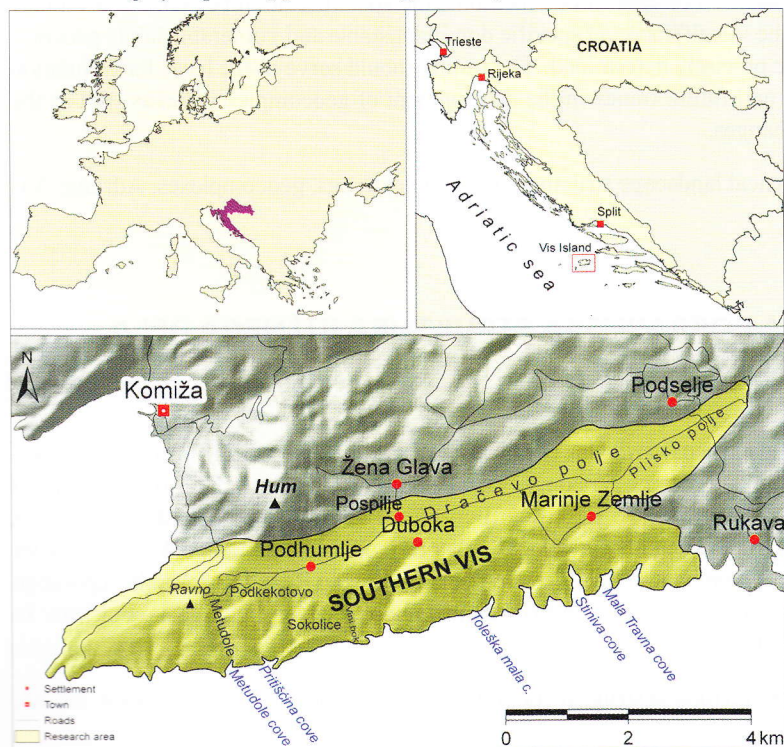 Trieste
CROATIA
Rijeka
Adriatic sea
Split
Vis Island
N
Komiža
Podselje
Plisko polje
Žena Glava
Dračevo polje
Hum
Pospilje
Marinje Zemlje
Duboka
Rukava
Podhumlje
SOUTHERN VIS
Ravno
Podkekotovo
Metudole
Sokolice
Toleška mala c.
Stiniva cove
Mala Travna cove
Pritišćina cove
Metudole cove
Settlement
Town
Roads
Research area
0 2 4 km